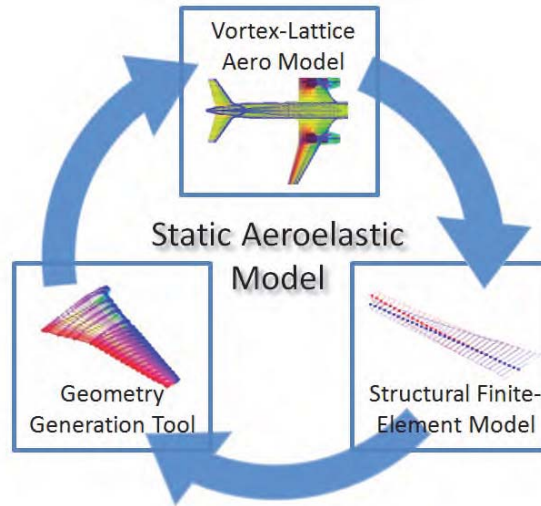 Vortex-Lattice
Aero Model
Static Aeroelastic
Model
Geometry
Generation Tool
Structural Finite-
Element Model